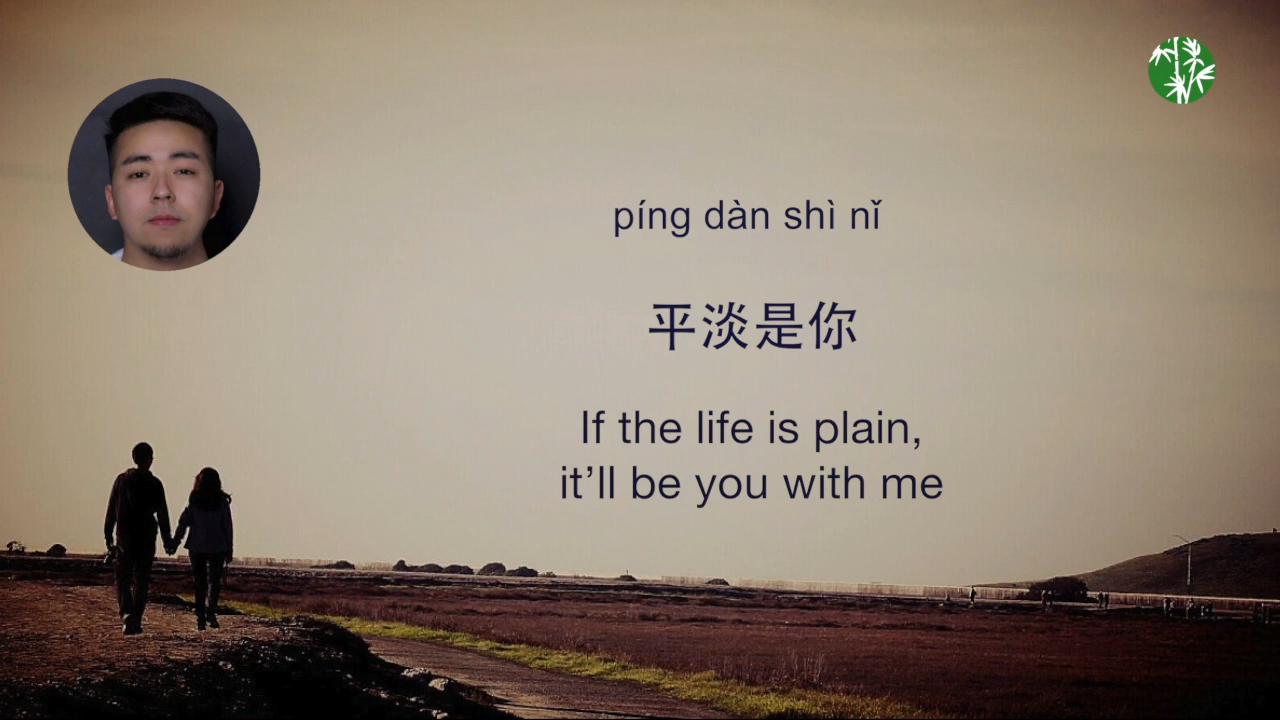 píng dàn shì nǐ
平淡是你
If the life is plain,
it’ll be you with me